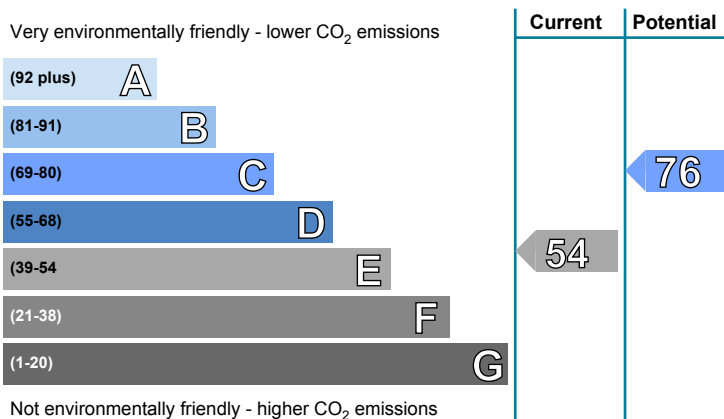 Current Potential
Very environmentally friendly - lower CO2 emissions
(92 plus) A
(81-91) B
(69-80) C
76
(55-68) D
54
(39-54 E
(21-38) F
(1-20) G
Not environmentally friendly - higher CO2 emissions